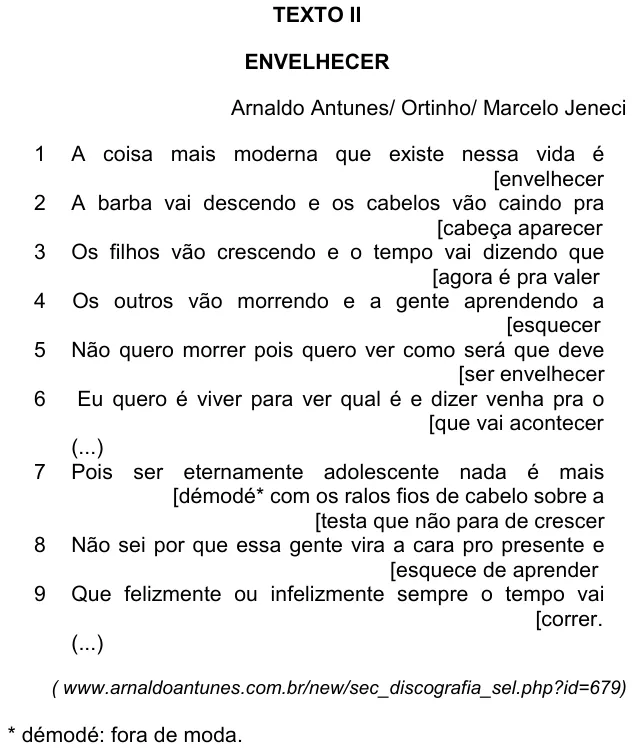 TEXTO II
ENVELHECER
Arnaldo Antunes/ Ortinho/ Marcelo Jeneci
1 A coisa mais moderna que existe nessa vida é
[envelhecer
2 A barba vai descendo e os cabelos vão caindo pra
[cabeça aparecer
3 Os filhos vão crescendo e o tempo vai dizendo que
[agora é pra valer
4 Os outros vão morrendo e a gente aprendendo a
[esquecer
5 Não quero morrer pois quero ver como será que deve
[ser envelhecer
6 Eu quero é viver para ver qual é e dizer venha pra o
[que vai acontecer
(...)
7 Pois ser eternamente adolescente nada é mais
[démodé* com os ralos fios de cabelo sobre a
[testa que não para de crescer
8 Não sei por que essa gente vira a cara pro presente e
[esquece de aprender
9 Que felizmente ou infelizmente sempre o tempo vai
[correr.
(...)
( www.arnaldoantunes.com.br/new/sec_discografia_sel.php?id=679)
* démodé: fora de moda.